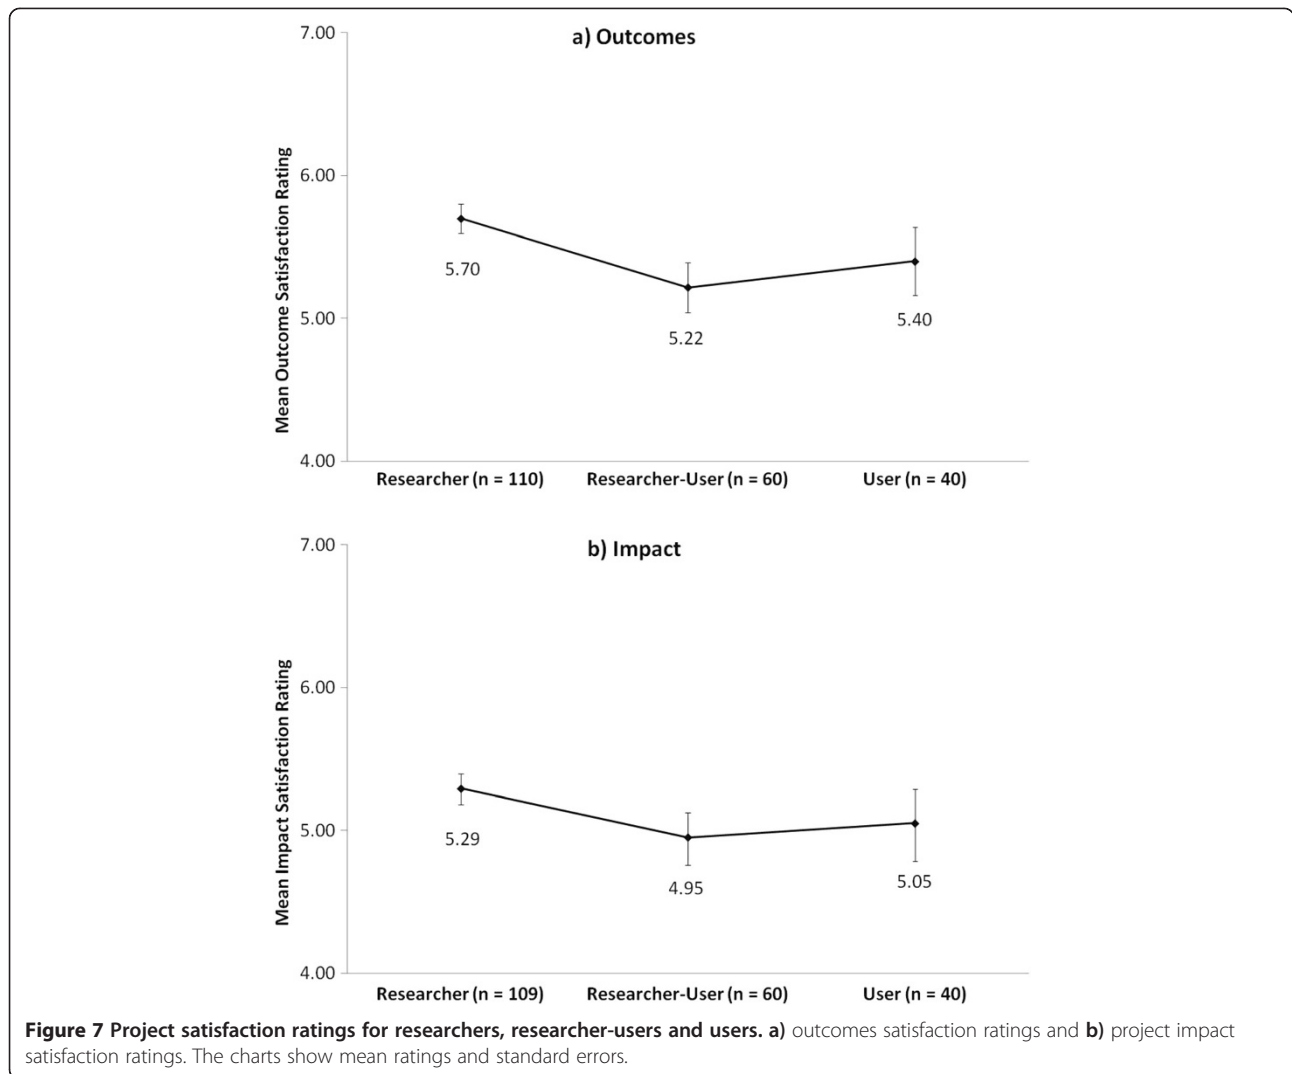 a) Outcomes
7.00
6.00
5.00
4.00
Mean Outcome Satisfaction Rating
5.70
5.22
5.40
Researcher (n = 110)
Researcher-User (n = 60)
User (n = 40)
b) Impact
7.00
6.00
5.00
4.00
Mean Impact Satisfaction Rating
5.29
4.95
5.05
Researcher (n = 109)
Researcher-User (n = 60)
User (n = 40)
Figure 7 Project satisfaction ratings for researchers, researcher-users and users. a) outcomes satisfaction ratings and b) project impact
satisfaction ratings. The charts show mean ratings and standard errors.